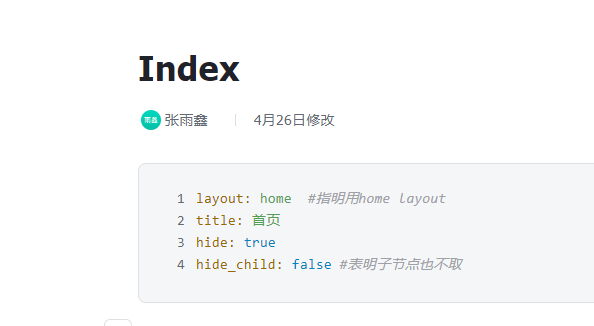 Index
雨鑫 张雨鑫 4月26日修改
1 layout: home #指明用home layout
2 title: 首页
3 hide: true
4 hide_child: false #表明子节点也不取